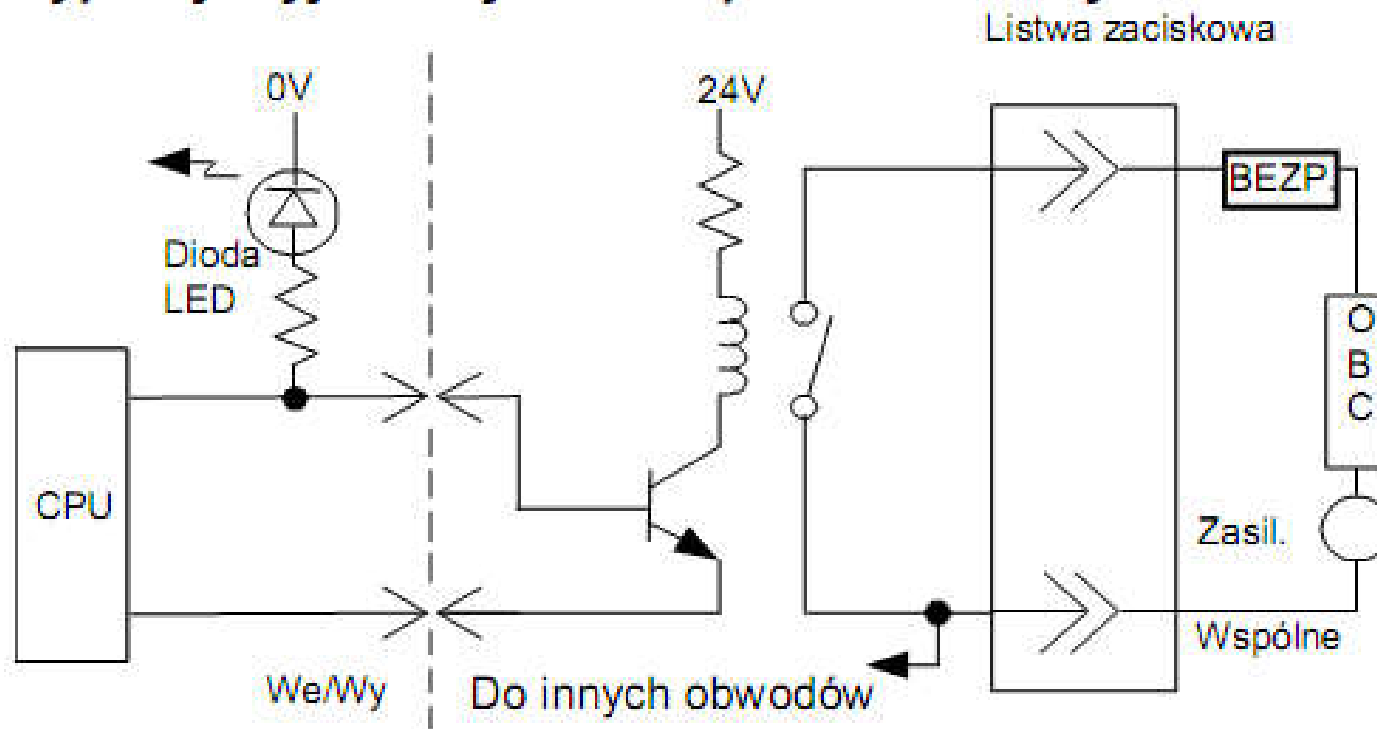 Listwa zaciskowa
0V
24V
BEZP.
Dioda
LED
O
B
C
CPU
Zasil.
Wspólne
We/Wy
Do innych obwodów